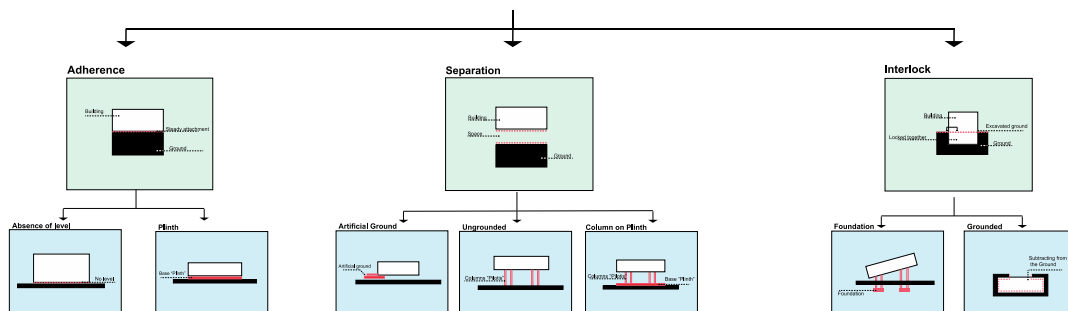 Adherence
Building
Steady attachment
Ground
Separation
Building
Space
Ground
Interlock
Building
Excavated ground
Locked together
Ground
Absence of level
No level
Plinth
Base "Plinth"
Artificial Ground
Artificial ground
Ungrounded
Columns "Pilotis"
Column on Plinth
Columns "Pilotis"
Base "Plinth"
Foundation
Foundation
Grounded
Subtracting from
the Ground